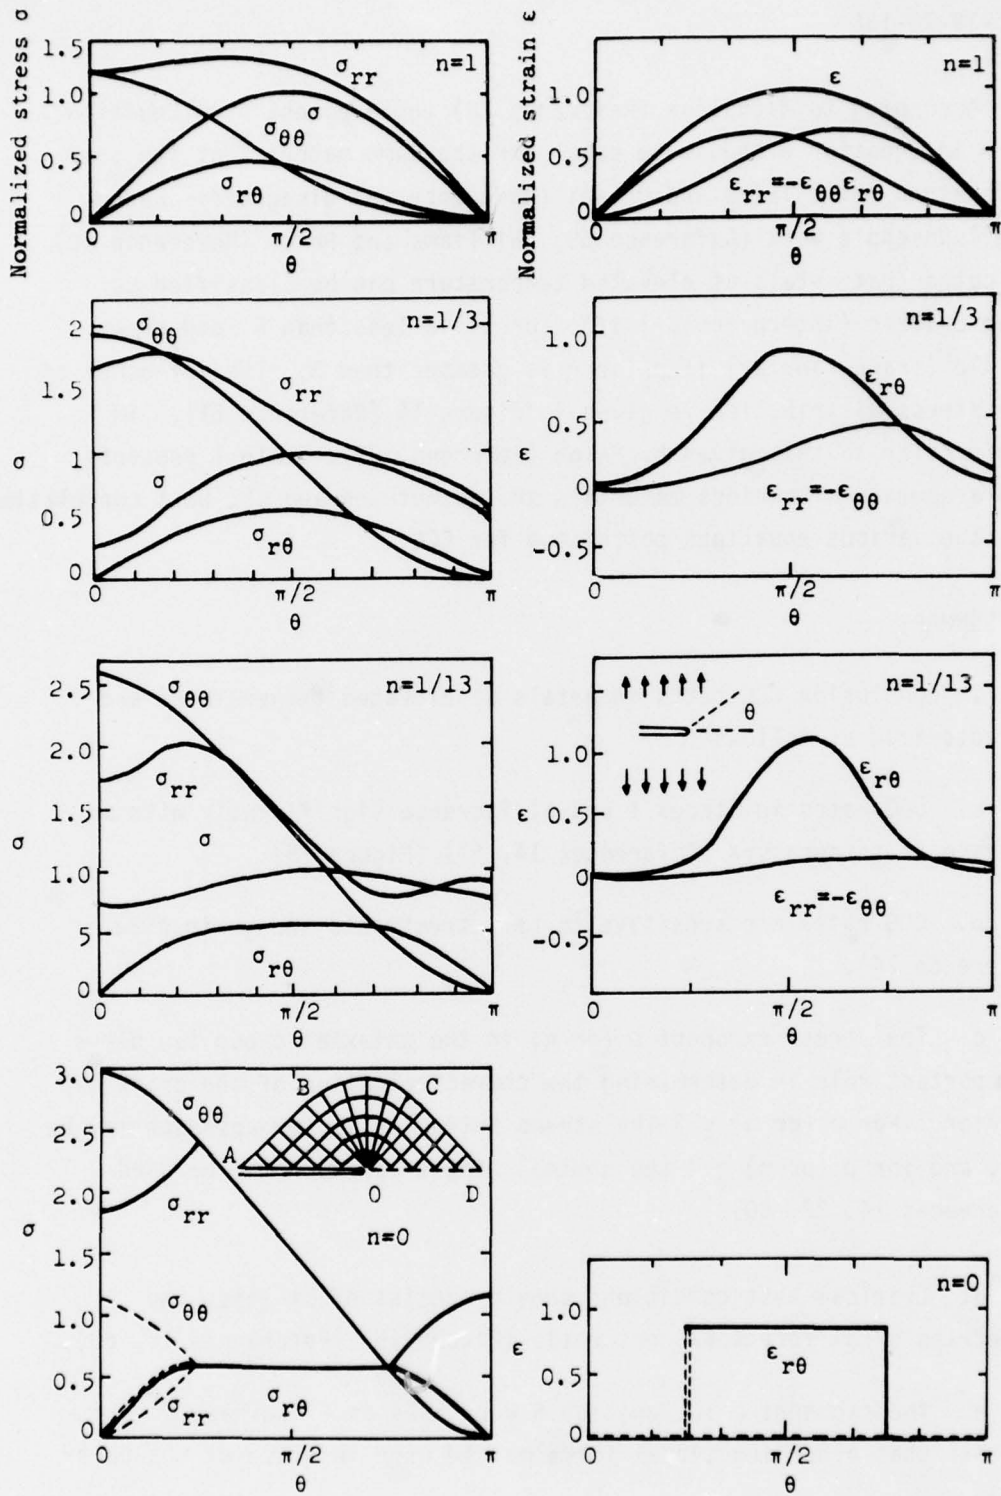 Normalized stress σ
1.5
1.0
0.5
0
n=1
σrr
σ
σθθ
σrθ
0
π/2
π
θ
Normalized strain ε
1.0
0.5
0
n=1
ε
εrr=-εθθ
εrθ
0
π/2
π
θ
2
1.5
1
0.5
0
σ
n=1/3
σθθ
σrr
σ
σrθ
0
π/2
π
θ
1.0
0.5
0
-0.5
ε
n=1/3
εrθ
εrr=-εθθ
0
π/2
π
θ
2.5
2.0
1.5
1.0
5
0
σ
n=1/13
σθθ
σrr
σ
σrθ
0
π/2
π
θ
1.0
0.5
0
-0.5
ε
n=1/13
θ
εrθ
εrr=-εθθ
0
π/2
π
θ
3.0
2.5
2.0
1.5
1.0
0.5
0
σ
σθθ
B
C
A
O
D
σrr
n=0
σθθ
σrr
σrθ
0
π/2
π
θ
1.0
0.5
0
ε
n=0
εrθ
0
π/2
π
θ